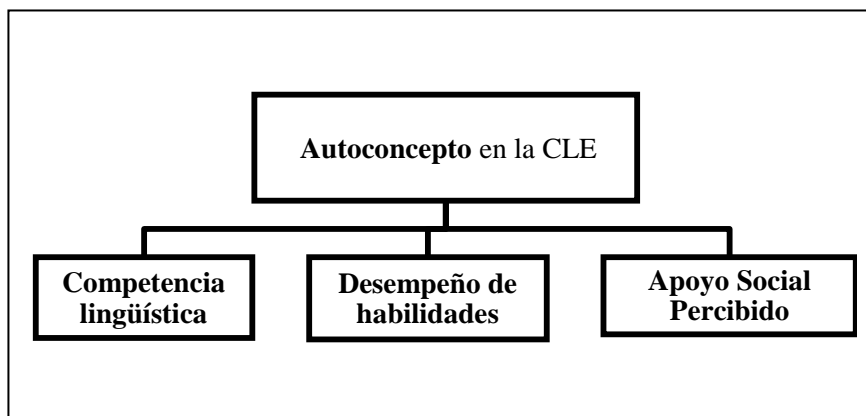 Autoconcepto en la CLE
Competencia
lingüística
Desempeño de
habilidades
Apoyo Social
Percibido